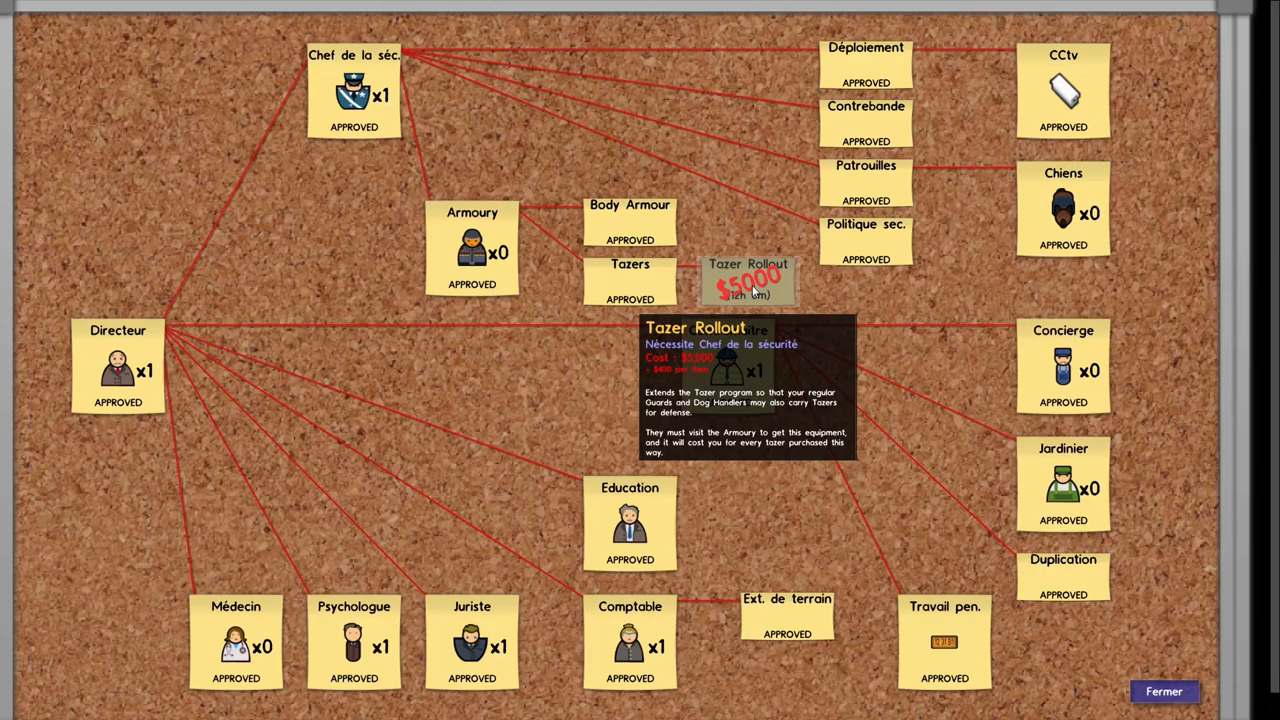 Chef de la séc.
x1
APPROVED
Déploiement
APPROVED
CCtv
APPROVED
Contrebande
APPROVED
Patrouilles
APPROVED
Chiens
x0
APPROVED
Politique sec.
APPROVED
Armoury
x0
APPROVED
Body Armour
APPROVED
Tazers
APPROVED
Tazer Rollout
$5000
Directeur
x1
APPROVED
Tazer Rollout
Nécessite Chef de la sécurité
Cost : $5,000
+ $400 per item
x1
Extends the Tazer program so that your regular
Guards and Dog Handlers may also carry Tazers
for defense.
They must visit the Armoury to get this equipment,
and it will cost you for every tazer purchased this
way.
Concierge
x0
APPROVED
Jardinier
x0
APPROVED
Education
APPROVED
Duplication
APPROVED
Médecin
x0
APPROVED
Psychologue
x1
APPROVED
Juriste
x1
APPROVED
Comptable
x1
APPROVED
Ext. de terrain
APPROVED
Travail pen.
APPROVED
Fermer